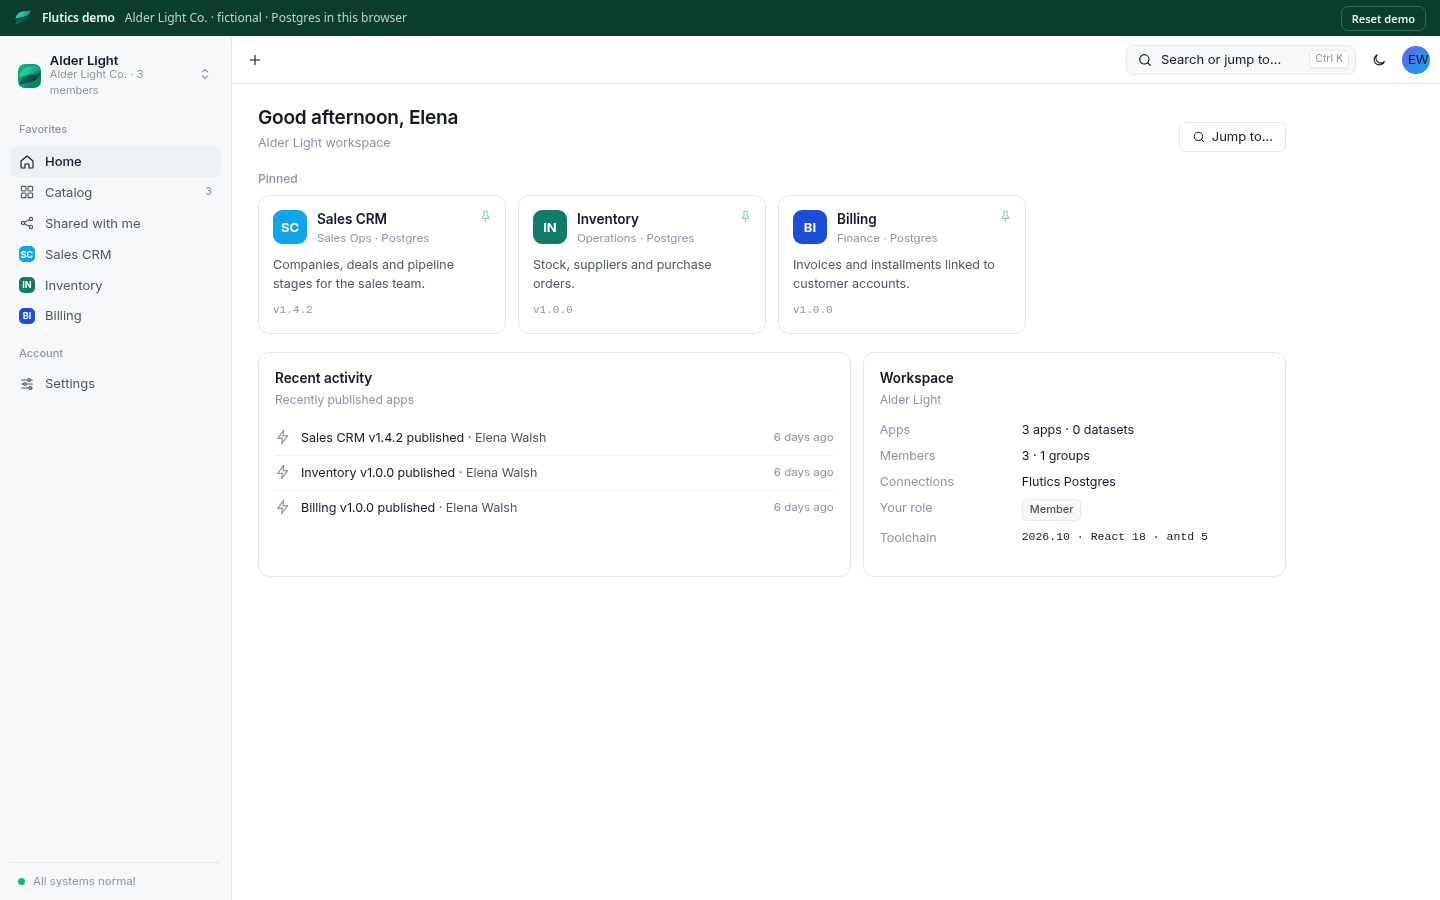 Flutics demo Alder Light Co. · fictional · Postgres in this browser
Reset demo
Alder Light
Alder Light Co. · 3
members
Search or jump to...
Ctrl K
EW
Favorites
Home
Catalog 3
Shared with me
SC Sales CRM
IN Inventory
BI Billing
Account
Settings
All systems normal
Good afternoon, Elena
Alder Light workspace
Jump to...
Pinned
SC Sales CRM
Sales Ops · Postgres
Companies, deals and pipeline
stages for the sales team.
v1.4.2
IN Inventory
Operations · Postgres
Stock, suppliers and purchase
orders.
v1.0.0
BI Billing
Finance · Postgres
Invoices and installments linked to
customer accounts.
v1.0.0
Recent activity
Recently published apps
Sales CRM v1.4.2 published · Elena Walsh 6 days ago
Inventory v1.0.0 published · Elena Walsh 6 days ago
Billing v1.0.0 published · Elena Walsh 6 days ago
Workspace
Alder Light
Apps 3 apps · 0 datasets
Members 3 · 1 groups
Connections Flutics Postgres
Your role Member
Toolchain 2026.10 · React 18 · antd 5